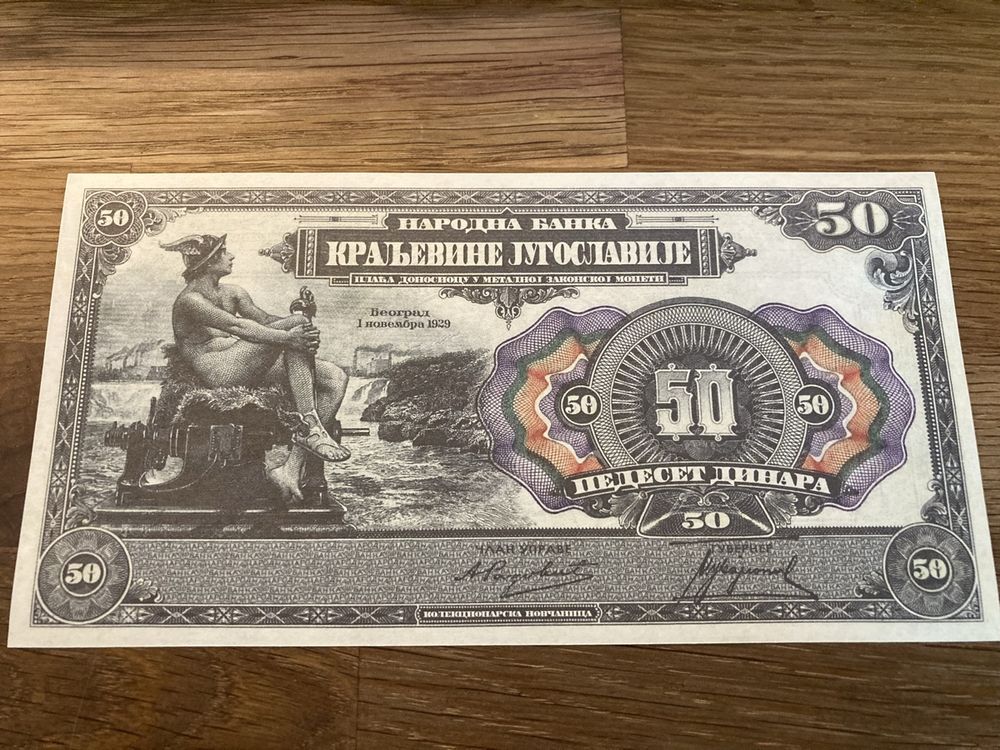 50
50
НАРОДНА БАНКА
КРАЉЕВИНЕ ЈУГОСЛАВИЈЕ
ПЛАЋА ДОНОСИОЦУ У МЕТАЛНОЈ ЗАКОНСКОЈ МОНЕТИ
Београд
1 новембра 1929
50
50
50
ПЕДЕСЕТ ДИНАРА
50
ЧЛАН УПРАВЕ
ГУВЕРНЕР
50
50
КОЛЕКЦИОНАРСКА НОВЧАНИЦА